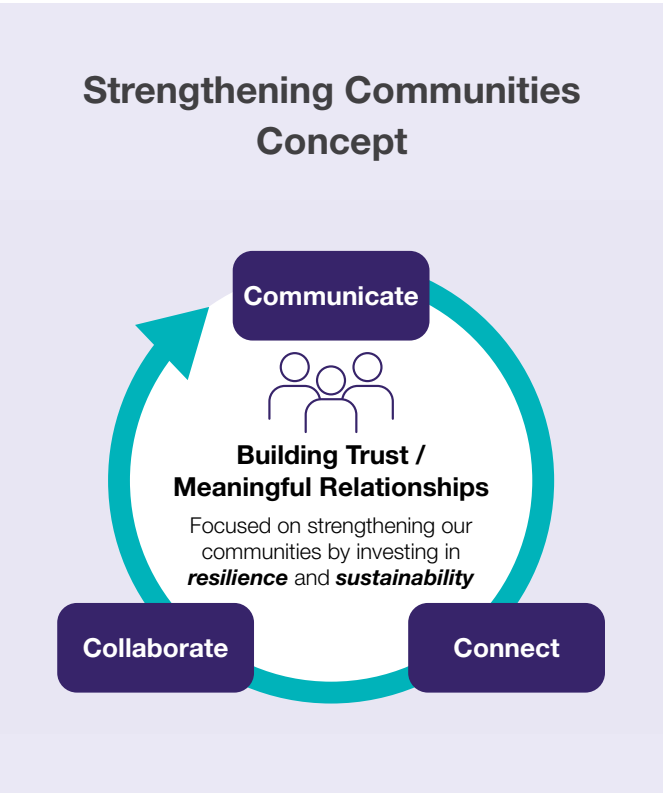 Strengthening Communities
Concept
Communicate
Building Trust /
Meaningful Relationships
Focused on strengthening our
communities by investing in
resilience and sustainability
Collaborate
Connect